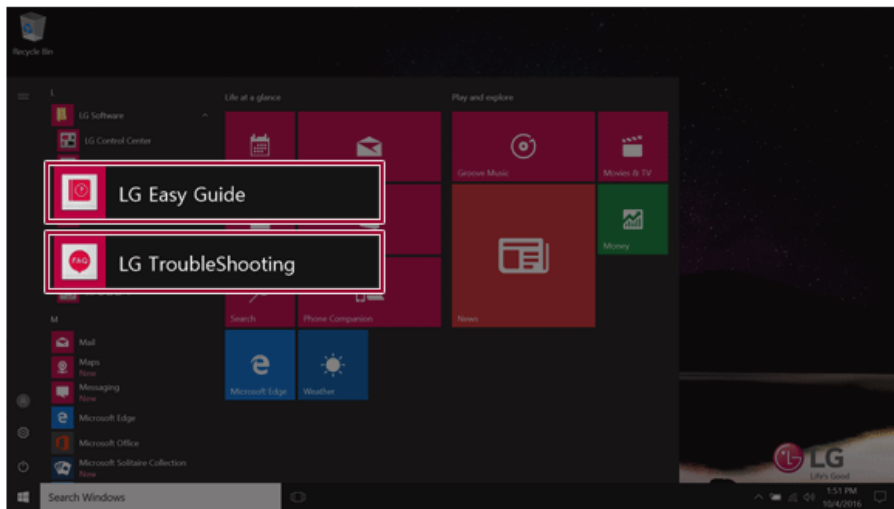 Recycle Bin
L
Life at a glance
Play and explore
LG Software
LG Control Center
Groove Music
Movies & TV
LG Easy Guide
Money
FAQ
LG TroubleShooting
M
Search
Phone Companion
News
Mail
Maps
New
Messaging
New
Microsoft Edge
Weather
Microsoft Edge
Microsoft Office
Microsoft Solitaire Collection
New
LG
Life's Good
Search Windows
1:51 PM
10/4/2016